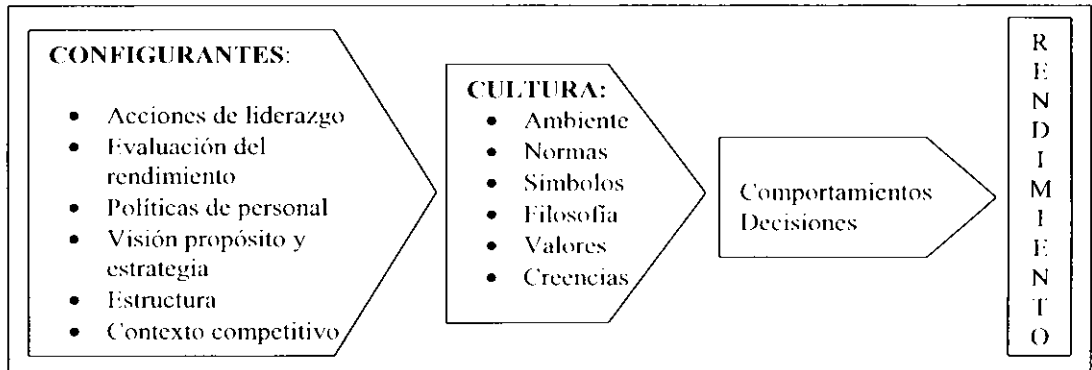 CONFIGURANTES:
• Acciones de liderazgo
• Evaluación del
rendimiento
• Políticas de personal
• Visión propósito y
estrategia
• Estructura
• Contexto competitivo
CULTURA:
• Ambiente
• Normas
• Símbolos
• Filosofía
• Valores
• Creencias
Comportamientos
Decisiones
R
E
N
D
I
M
I
E
N
T
O